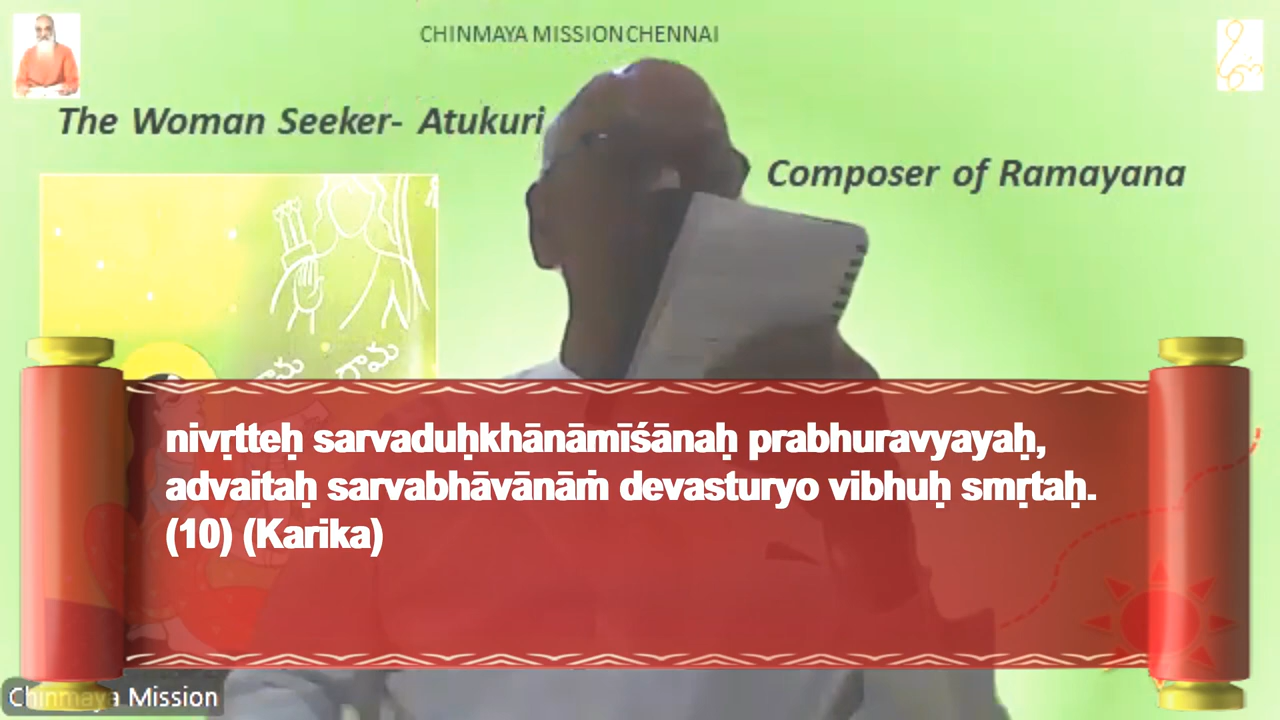 CHINMAYA MISSION CHENNAI
The Woman Seeker- Atukuri
Composer of Ramayana
రామ
nivṛtteḥ sarvaduḥkhānāmīśānaḥ prabhuravyayaḥ,
advaitaḥ sarvabhāvānāṁ devasturyo vibhuḥ smṛtaḥ.
(10) (Karika)
Chinmaya Mission